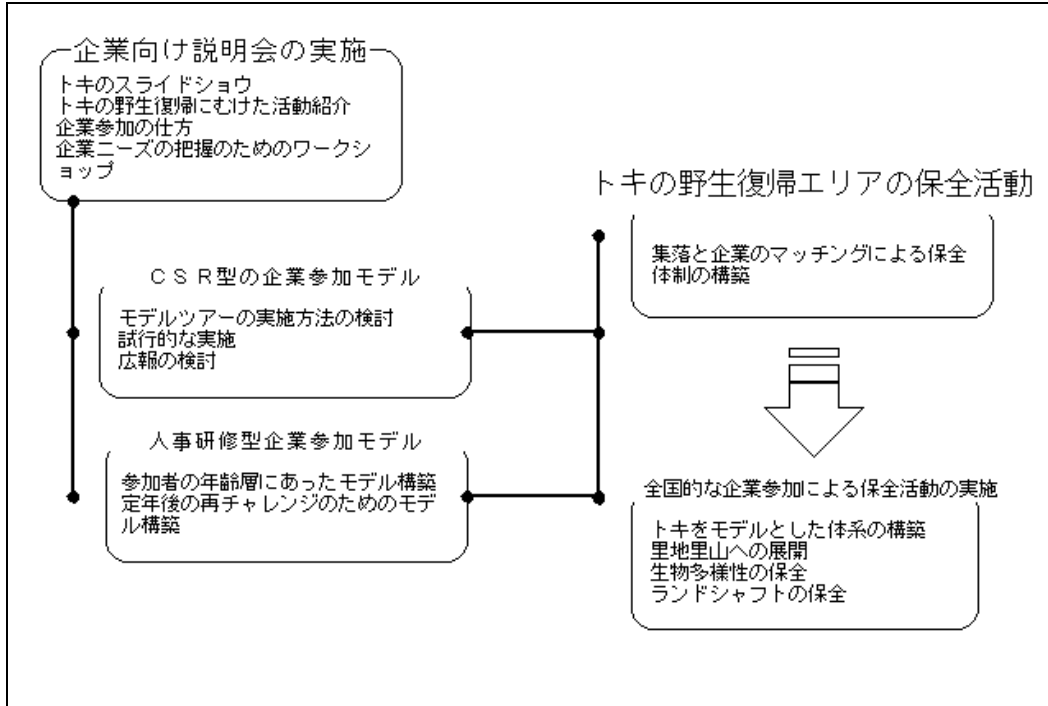 企業向け説明会の実施
トキのスライドショウ
トキの野生復帰にむけた活動紹介
企業参加の仕方
企業ニーズの把握のためのワークシ
ョップ
ＣＳＲ型の企業参加モデル
モデルツアーの実施方法の検討
試行的な実施
広報の検討
人事研修型企業参加モデル
参加者の年齢層にあったモデル構築
定年後の再チャレンジのためのモデ
ル構築
トキの野生復帰エリアの保全活動
集落と企業のマッチングによる保全
体制の構築
全国的な企業参加による保全活動の実施
トキをモデルとした体系の構築
里地里山への展開
生物多様性の保全
ランドシャフトの保全